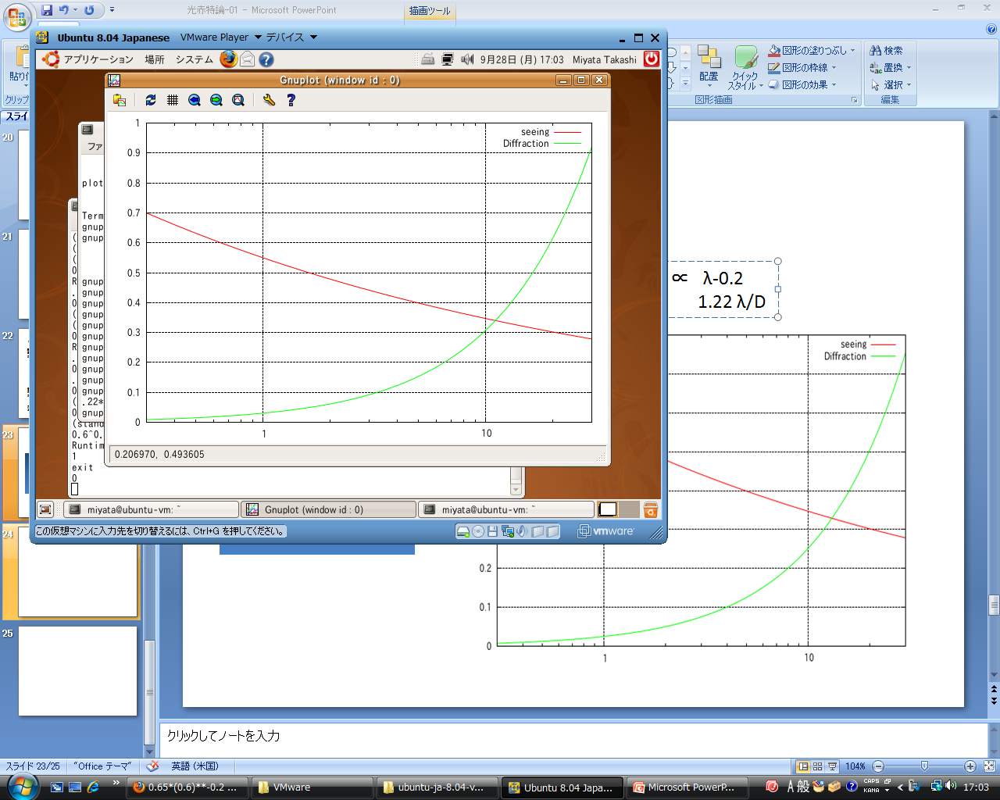 光赤特論-01 - Microsoft PowerPoint
描画ツール
Ubuntu 8.04 Japanese
VMware Player
デバイス
アプリケーション 場所 システム
9月28日 (月) 17:03
Miyata Takashi
Gnuplot (window id : 0)
貼り付
クリップ
スライ
配置
クイック
スタイル
図形の塗りつぶし
図形の枠線
図形の効果
図形描画
検索
置換
選択
編集
ファ
plot
Term
gnup
gnup
gnup
gnup
gnup
gnup
gnup
gnup
gnup
gnup
gnup
gnup
.22*
gnup
(stand
0.6^0.
Runtim
1
exit
0
1
0.9
0.8
0.7
0.6
0.5
0.4
0.3
0.2
0.1
0
1
10
seeing
Diffraction
0.206970, 0.493605
miyata@ubuntu-vm: ~
Gnuplot (window id : 0)
miyata@ubuntu-vm: ~
この仮想マシンに入力先を切り替えるには、Ctrl+G を押してください。
vmware
20
21
22
23
24
25
∝ λ-0.2
1.22 λ/D
seeing
Diffraction
0.2
0.1
0
1
10
クリックしてノートを入力
スライド 23/25
"Office テーマ"
英語 (米国)
104%
0.65*(0.6)**-0.2 ...
VMware
ubuntu-ja-8.04-v...
Ubuntu 8.04 Japa...
Microsoft PowerP...
A 般
CAPS
KANA
17:03